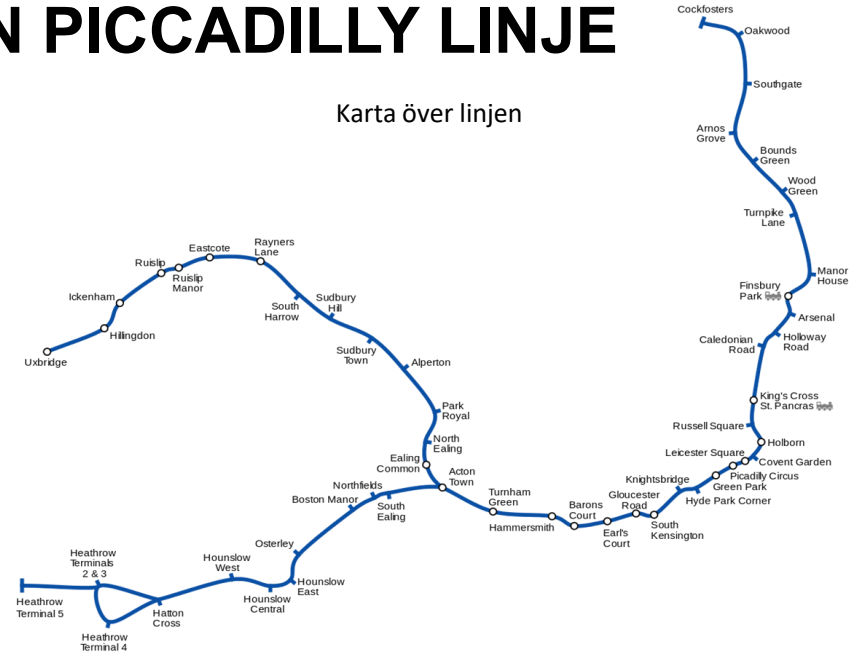 N PICCADILLY LINJE
Karta över linjen
Cockfosters
Oakwood
Southgate
Arnos
Grove
Bounds
Green
Wood
Green
Turnpike
Lane
Manor
House
Finsbury
Park
Arsenal
Holloway
Road
Caledonian
Road
King's Cross
St. Pancras
Russell Square
Holborn
Leicester Square
Covent Garden
Picadilly Circus
Green Park
Knightsbridge
Hyde Park Corner
Gloucester
Road
South
Kensington
Earl's
Court
Barons
Court
Hammersmith
Turnham
Green
Acton
Town
Ealing
Common
North
Ealing
Park
Royal
Alperton
Sudbury
Town
Sudbury
Hill
South
Harrow
Rayners
Lane
Eastcote
Ruislip
Manor
Ruislip
Ickenham
Hillingdon
Uxbridge
South
Ealing
Northfields
Boston Manor
Osterley
Hounslow
East
Hounslow
Central
Hounslow
West
Hatton
Cross
Heathrow
Terminals
2 & 3
Heathrow
Terminal 4
Heathrow
Terminal 5